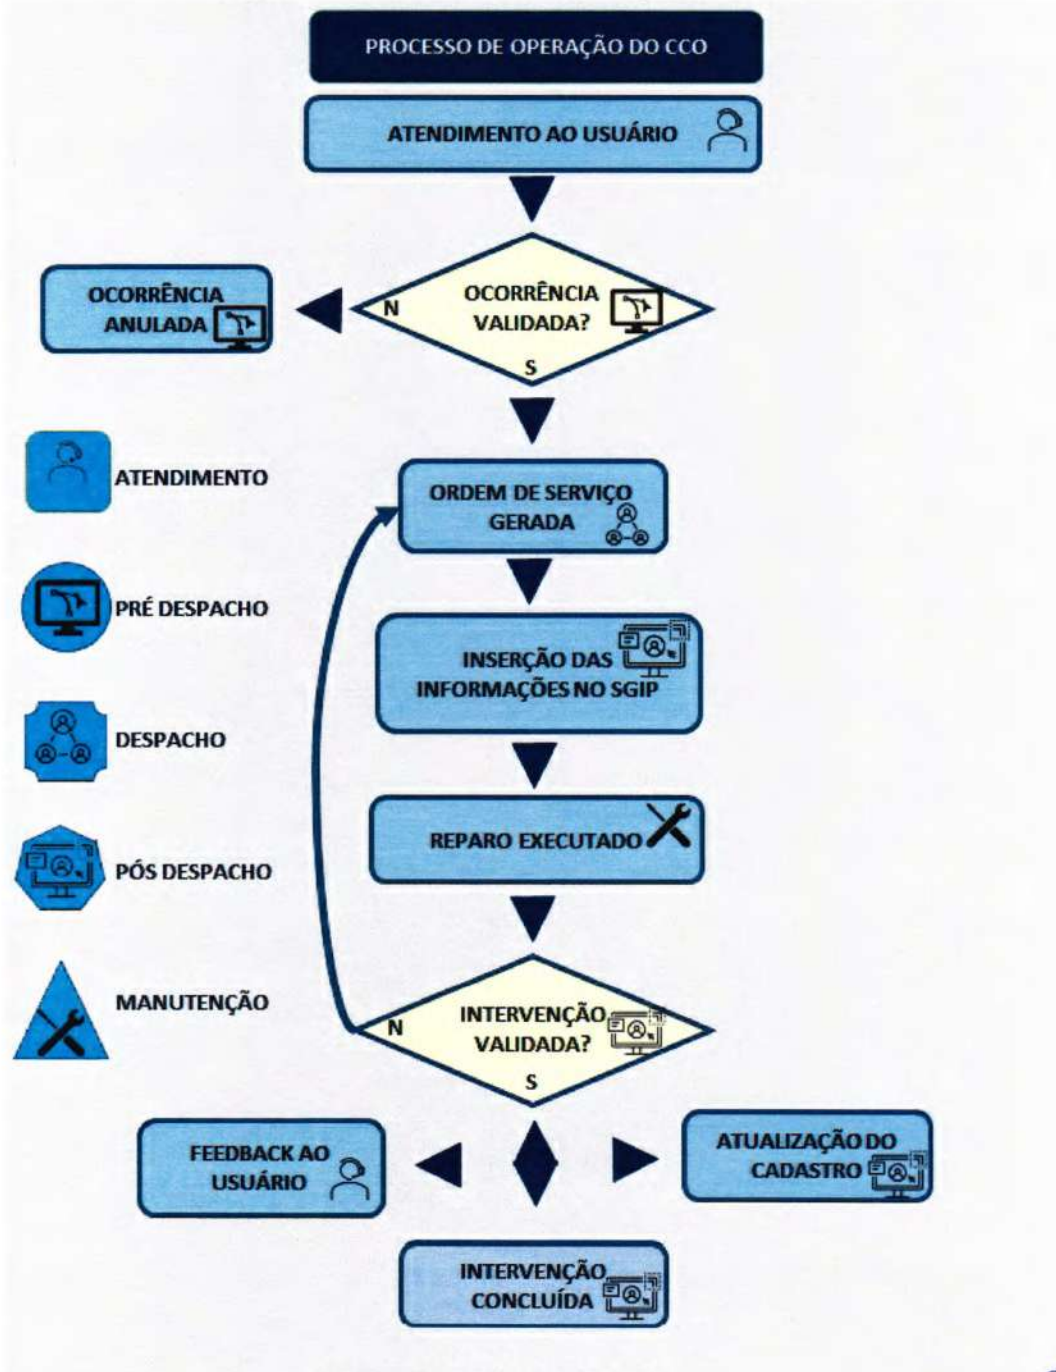 PROCESSO DE OPERAÇÃO DO CCO
ATENDIMENTO AO USUÁRIO
OCORRÊNCIA
ANULADA
N
OCORRÊNCIA
VALIDADA?
S
ATENDIMENTO
PRÉ DESPACHO
DESPACHO
PÓS DESPACHO
MANUTENÇÃO
ORDEM DE SERVIÇO
GERADA
INSERÇÃO DAS
INFORMAÇÕES NO SGIP
REPARO EXECUTADO
N
INTERVENÇÃO
VALIDADA?
S
FEEDBACK AO
USUÁRIO
ATUALIZAÇÃO DO
CADASTRO
INTERVENÇÃO
CONCLUÍDA